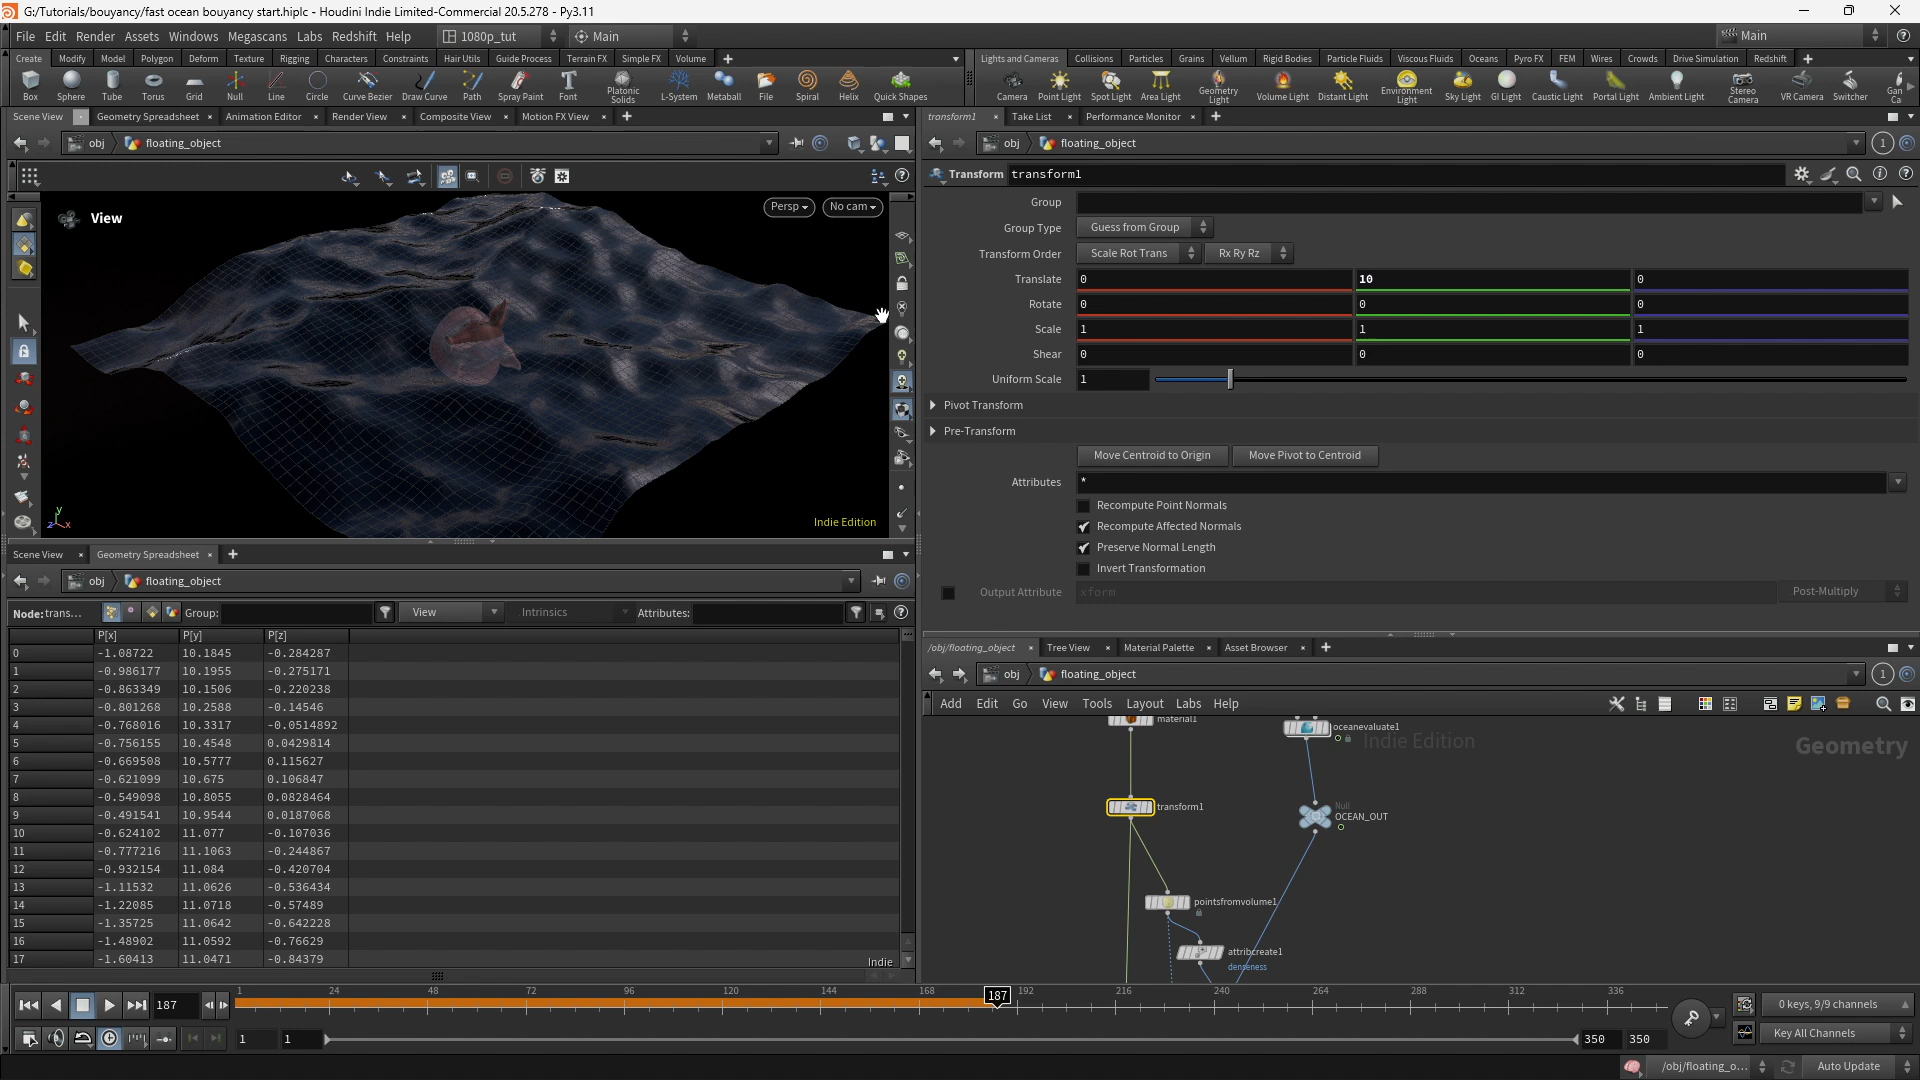 G:/Tutorials/bouyancy/fast ocean bouyancy start.hiplc - Houdini Indie Limited-Commercial 20.5.278 - Py3.11
File Edit Render Assets Windows Megascans Labs Redshift Help 1080p_tut Main Main
Create Modify Model Polygon Deform Texture Rigging Characters Constraints Hair Utils Guide Process Terrain FX Simple FX Volume
Lights and Cameras Collisions Particles Grains Vellum Rigid Bodies Particle Fluids Viscous Fluids Oceans Pyro FX FEM Wires Crowds Drive Simulation Redshift
Box Sphere Tube Torus Grid Null Line Circle Curve Bezier Draw Curve Path Spray Paint Font Platonic Solids L-System Metaball File Spiral Helix Quick Shapes
Camera Point Light Spot Light Area Light Geometry Light Volume Light Distant Light Environment Light Sky Light GI Light Caustic Light Portal Light Ambient Light Stereo Camera VR Camera Switcher Gan Ca
Scene View Geometry Spreadsheet Animation Editor Render View Composite View Motion FX View
obj floating_object
View Persp No cam
Indie Edition
z x y
Scene View Geometry Spreadsheet
obj floating_object
Node: trans... Group: View Intrinsics Attributes:
P[x] P[y] P[z]
0 -1.08722 10.1845 -0.284287
1 -0.986177 10.1955 -0.275171
2 -0.863349 10.1506 -0.220238
3 -0.801268 10.2588 -0.14546
4 -0.768016 10.3317 -0.0514892
5 -0.756155 10.4548 0.0429814
6 -0.669508 10.5777 0.115627
7 -0.621099 10.675 0.106847
8 -0.549098 10.8055 0.0828464
9 -0.491541 10.9544 0.0187068
10 -0.624102 11.077 -0.107036
11 -0.777216 11.1063 -0.244867
12 -0.932154 11.084 -0.420704
13 -1.11532 11.0626 -0.536434
14 -1.22085 11.0718 -0.57489
15 -1.35725 11.0642 -0.642228
16 -1.48902 11.0592 -0.76629
17 -1.60413 11.0471 -0.84379
Indie
transform1 Take List Performance Monitor
obj floating_object 1
Transform transform1
Group
Group Type Guess from Group
Transform Order Scale Rot Trans Rx Ry Rz
Translate 0 10 0
Rotate 0 0 0
Scale 1 1 1
Shear 0 0 0
Uniform Scale 1
Pivot Transform
Pre-Transform
Move Centroid to Origin Move Pivot to Centroid
Attributes *
Recompute Point Normals
Recompute Affected Normals
Preserve Normal Length
Invert Transformation
Output Attribute xform Post-Multiply
/obj/floating_object Tree View Material Palette Asset Browser
obj floating_object 1
Add Edit Go View Tools Layout Labs Help
material1 oceanevaluate1
Indie Edition Geometry
transform1
Null
OCEAN_OUT
pointsfromvolume1
attribcreate1
denseness
187 1 24 48 72 96 120 144 168 187 192 216 240 264 288 312 336
0 keys, 9/9 channels
1 1 350 350
Key All Channels
/obj/floating_o... Auto Update